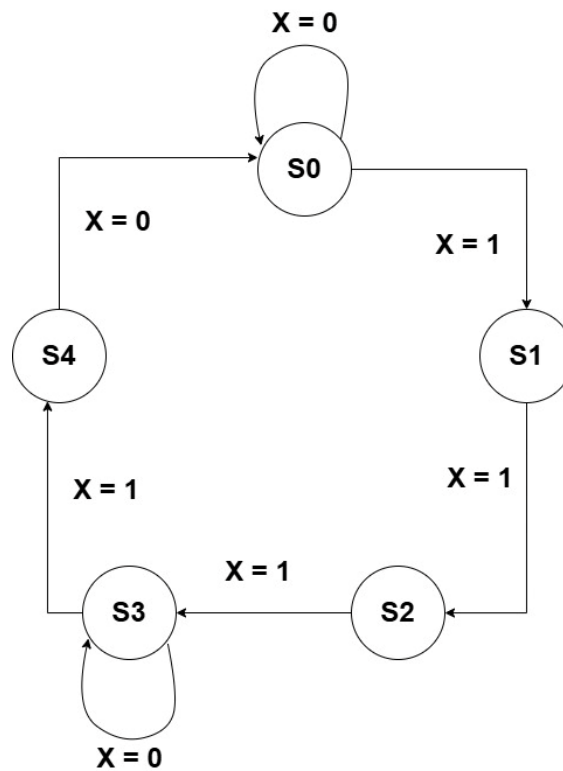 X = 0
S0
X = 0
X = 1
S4
S1
X = 1
X = 1
X = 1
S3
S2
X = 0